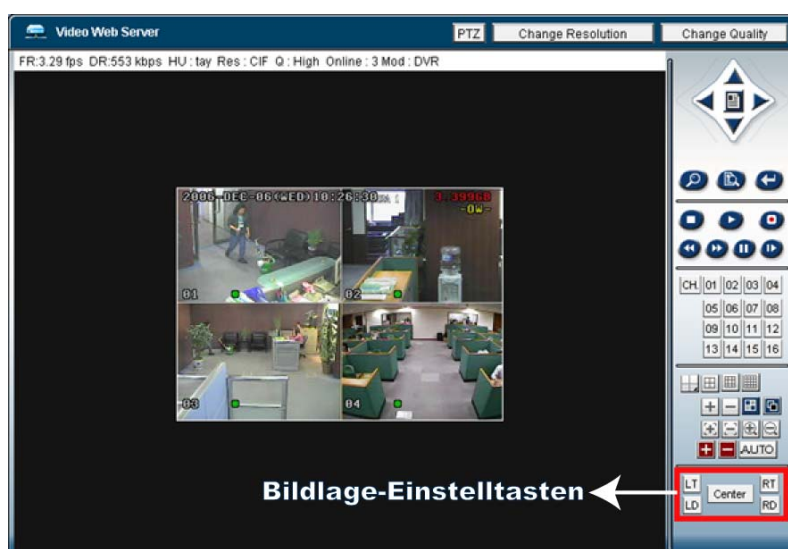 Video Web Server
PTZ
Change Resolution
Change Quality
FR:3.29 fps DR:553 kbps HU : tay Res : CIF Q : High Online : 3 Mod : DVR
2006-DEC-06(WED)10:26:30
-OW-
01
02
03
04
CH. 01 02 03 04
05 06 07 08
09 10 11 12
13 14 15 16
AUTO
Bildlage-Einstelltasten
LT Center RT
LD RD